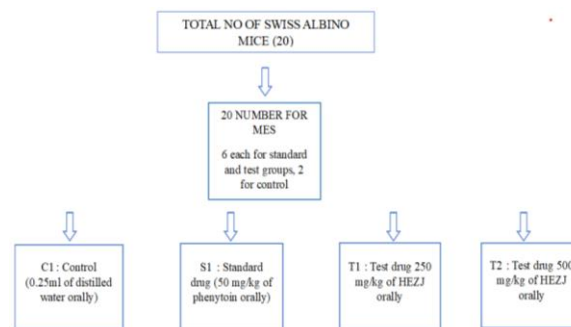 TOTAL NO OF SWISS ALBINO
MICE (20)
20 NUMBER FOR
MES
6 each for standard
and test groups, 2
for control
C1 : Control
(0.25ml of distilled
water orally)
S1 : Standard
drug (50 mg/kg of
phenytoin orally)
T1 : Test drug 250
mg/kg of HEZJ
orally
T2 : Test drug 500
mg/kg of HEZJ
orally